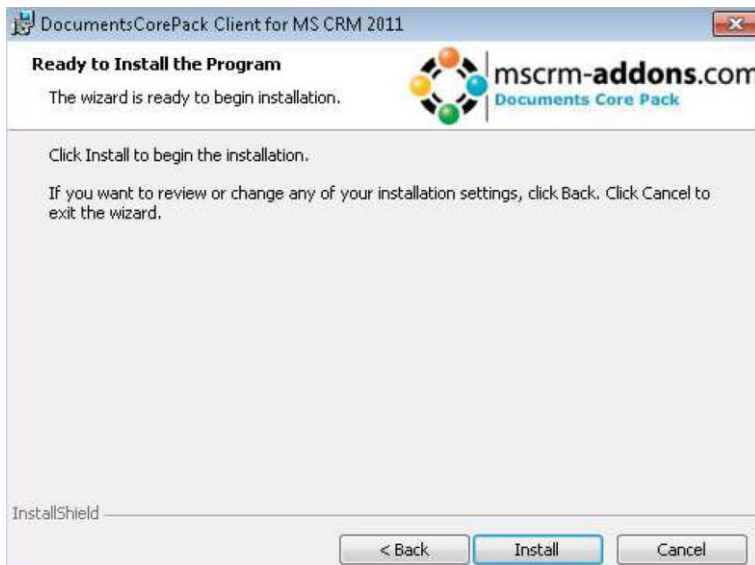 DocumentsCorePack Client for MS CRM 2011
Ready to Install the Program
The wizard is ready to begin installation.
mscrm-addons.com
Documents Core Pack
Click Install to begin the installation.
If you want to review or change any of your installation settings, click Back. Click Cancel to
exit the wizard.
InstallShield
< Back
Install
Cancel